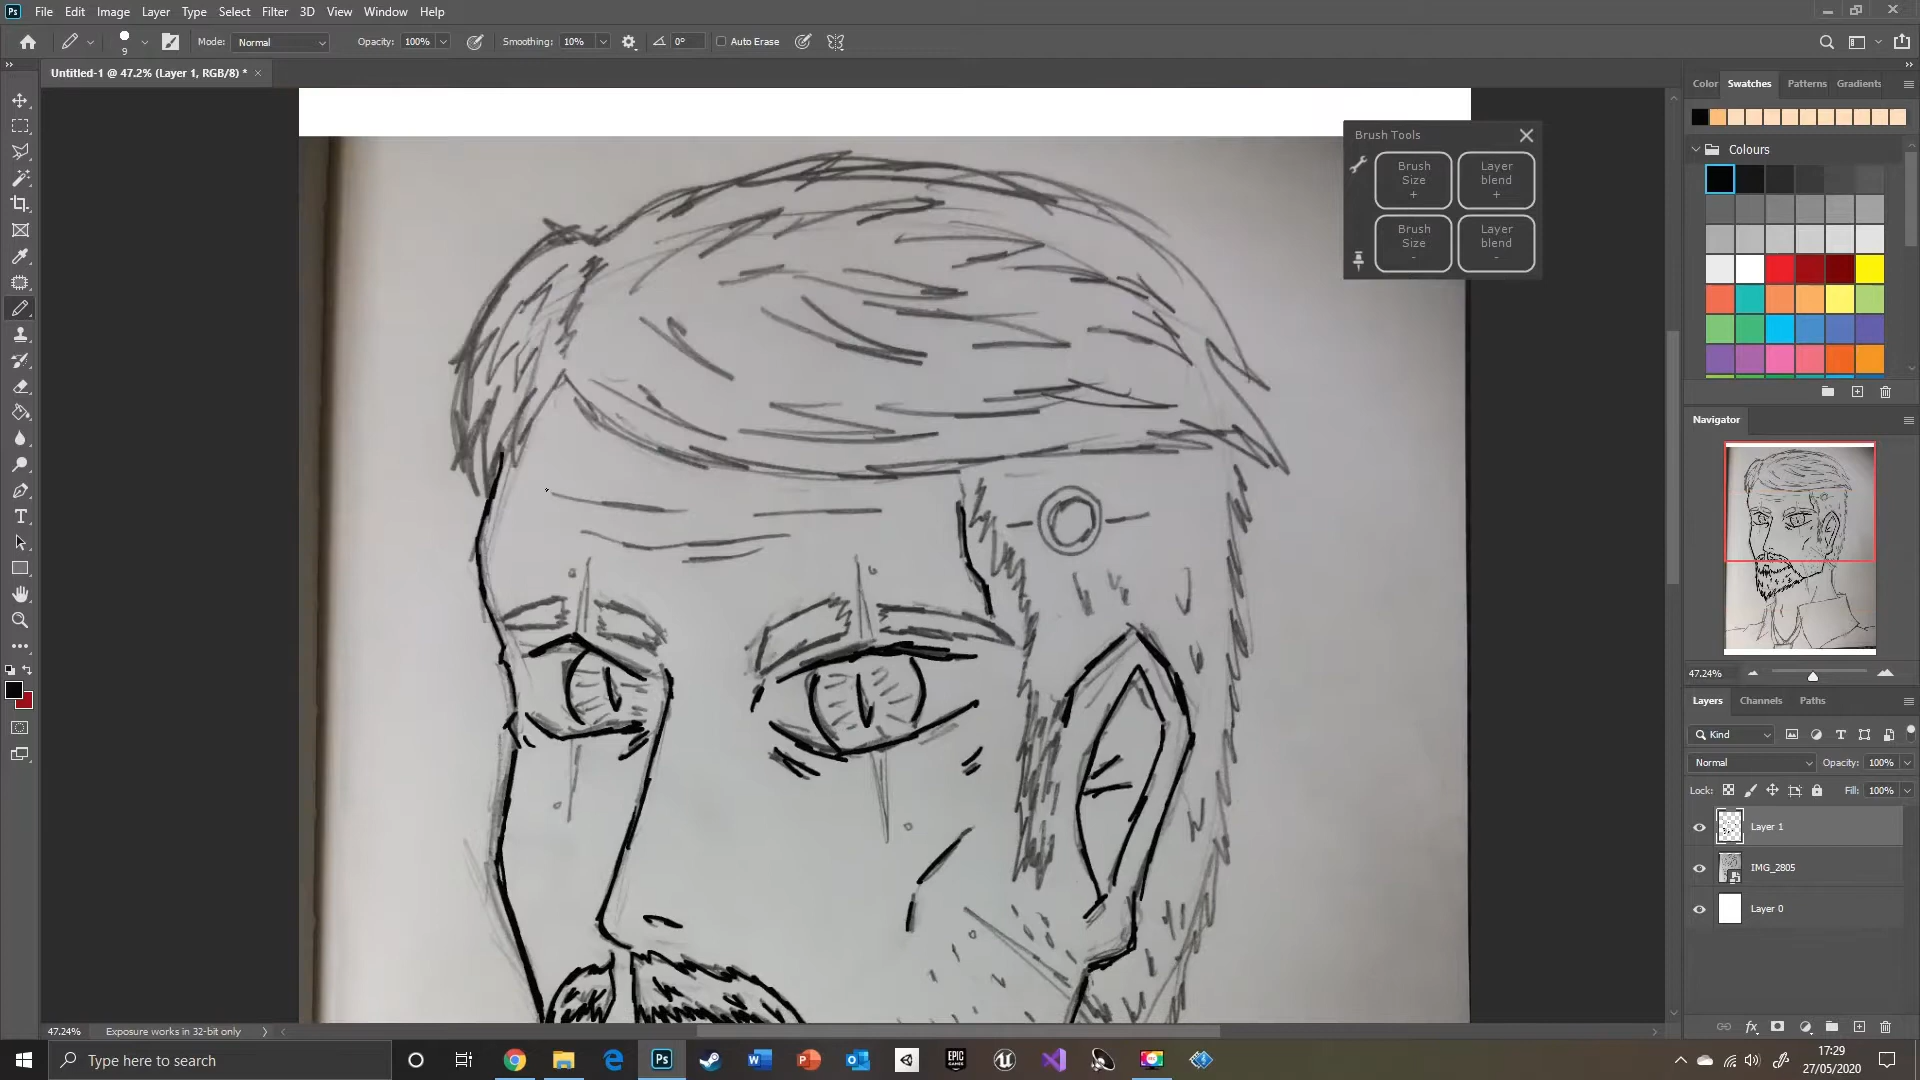 File Edit Image Layer Type Select Filter 3D View Window Help
9 Mode: Normal Opacity: 100% Smoothing: 10% 0° Auto Erase
Untitled-1 @ 47.2% (Layer 1, RGB/8) *
Color Swatches Patterns Gradients
Colours
Brush Tools
Brush Size +
Layer blend +
Brush Size -
Layer blend -
Navigator
47.24%
Layers Channels Paths
Kind
Normal Opacity: 100%
Lock: Fill: 100%
Layer 1
IMG_2805
Layer 0
47.24% Exposure works in 32-bit only
Type here to search
17:29
27/05/2020